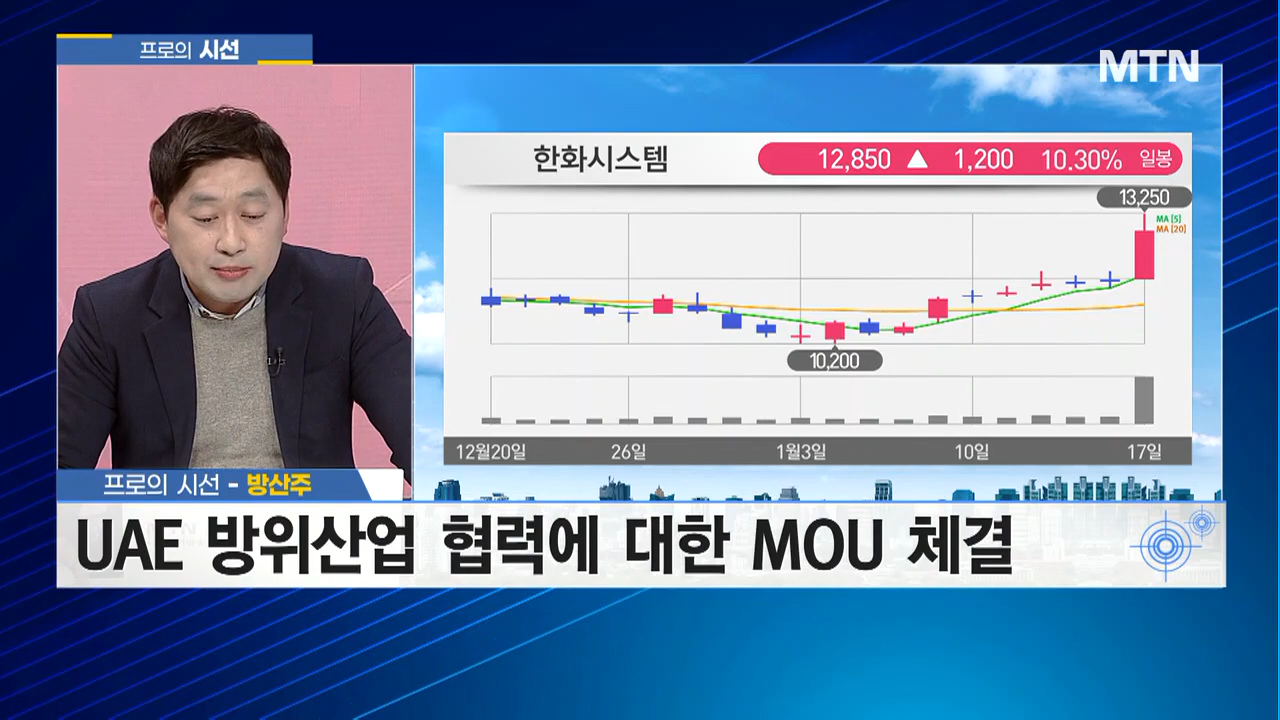 프로의 시선
MTN
한화시스템
12,850 ▲ 1,200 10.30% 일봉
13,250
MA [5]
MA [20]
10,200
12월20일 26일 1월3일 10일 17일
프로의 시선 - 방산주
UAE 방위산업 협력에 대한 MOU 체결